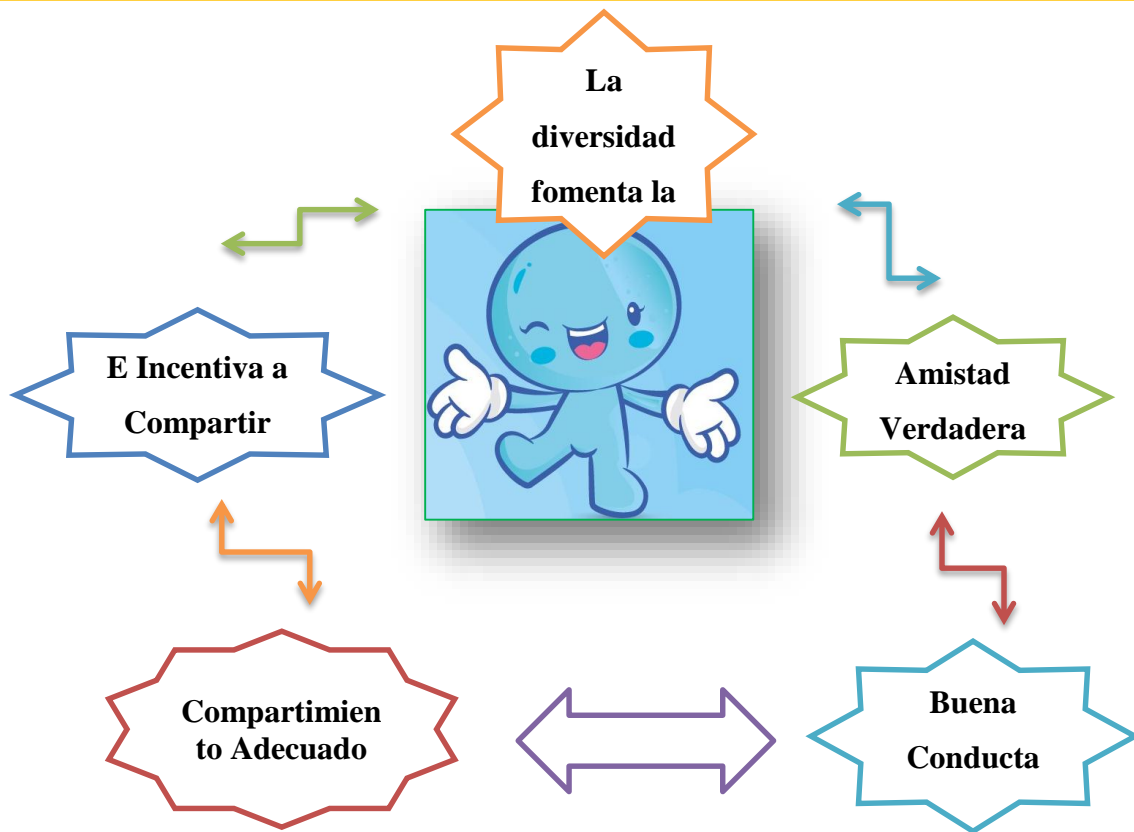 La
diversidad
fomenta la
E Incentiva a
Compartir
Amistad
Verdadera
Compartimien
to Adecuado
Buena
Conducta